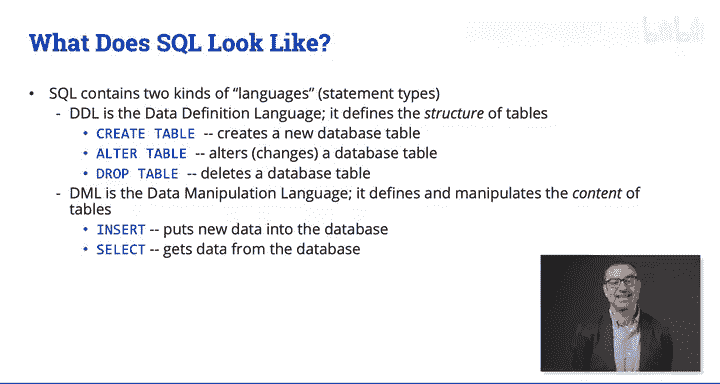 What Does SQL Look Like?
• SQL contains two kinds of “languages” (statement types)
- DDL is the Data Definition Language; it defines the structure of tables
• CREATE TABLE -- creates a new database table
• ALTER TABLE -- alters (changes) a database table
• DROP TABLE -- deletes a database table
- DML is the Data Manipulation Language; it defines and manipulates the content of
tables
• INSERT -- puts new data into the database
• SELECT -- gets data from the database